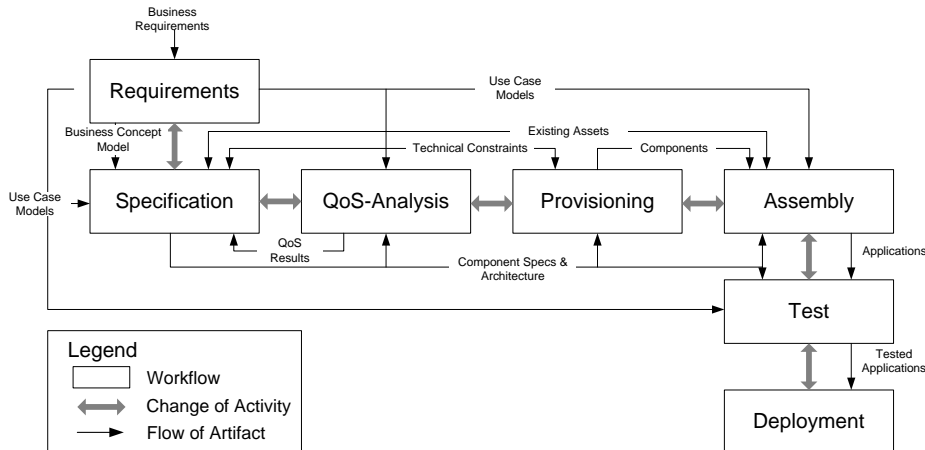 Business
Requirements
Requirements
Use Case
Models
Business Concept
Model
Existing Assets
Technical Constraints
Components
Use Case
Models
Specification
QoS-Analysis
Provisioning
Assembly
QoS
Results
Component Specs &
Architecture
Applications
Test
Legend
Workflow
Change of Activity
Flow of Artifact
Tested
Applications
Deployment